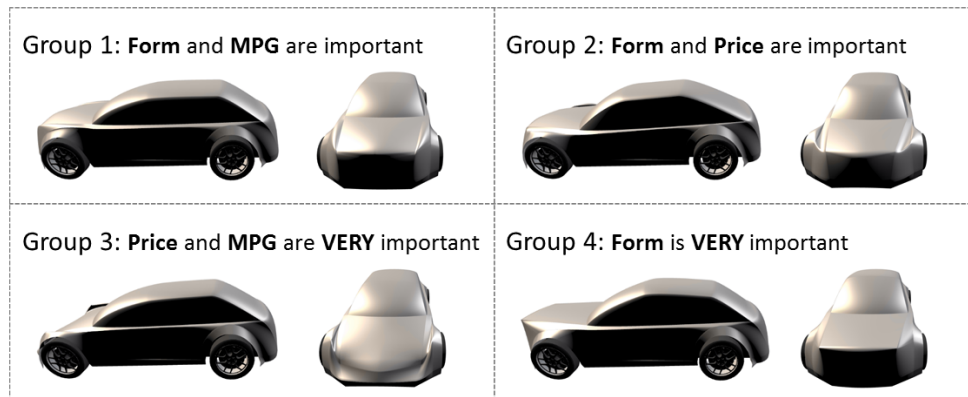 Group 1: Form and MPG are important
Group 2: Form and Price are important
Group 3: Price and MPG are VERY important
Group 4: Form is VERY important